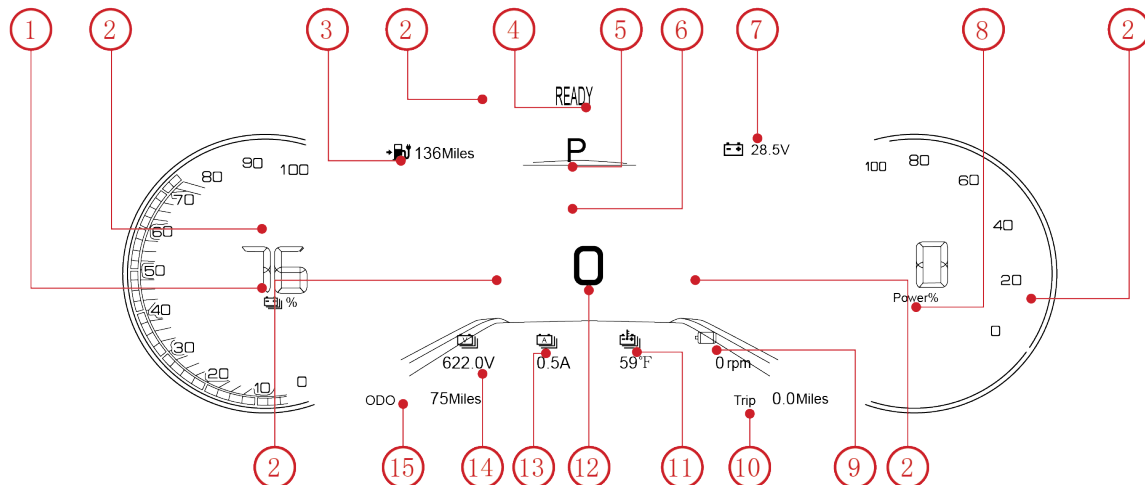 1 2 3 2 4 5 6 7 8 2
READY
136Miles P 28.5V
90 100 100 80
80 60
70
60 40
76 0
50 0 20
% Power%
40 0
30 622.0V 0.5A 59°F 0 rpm
20 10 0
ODO 75Miles Trip 0.0Miles
2 15 14 13 12 11 10 9 2